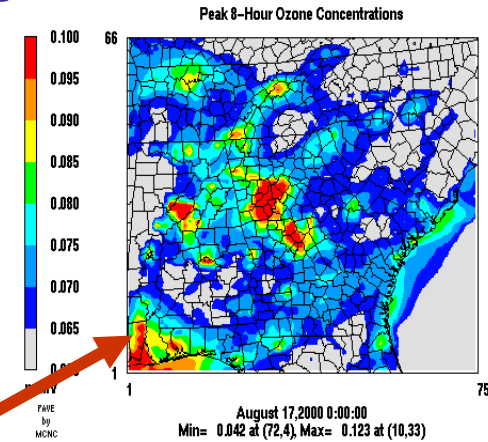 Peak 8-Hour Ozone Concentrations
0.100
0.095
0.090
0.085
0.080
0.075
0.070
0.065
PAVE
by
MCNC
66
1
1
75
August 17,2000 0:00:00
Min= 0.042 at (72,4), Max= 0.123 at (10,33)